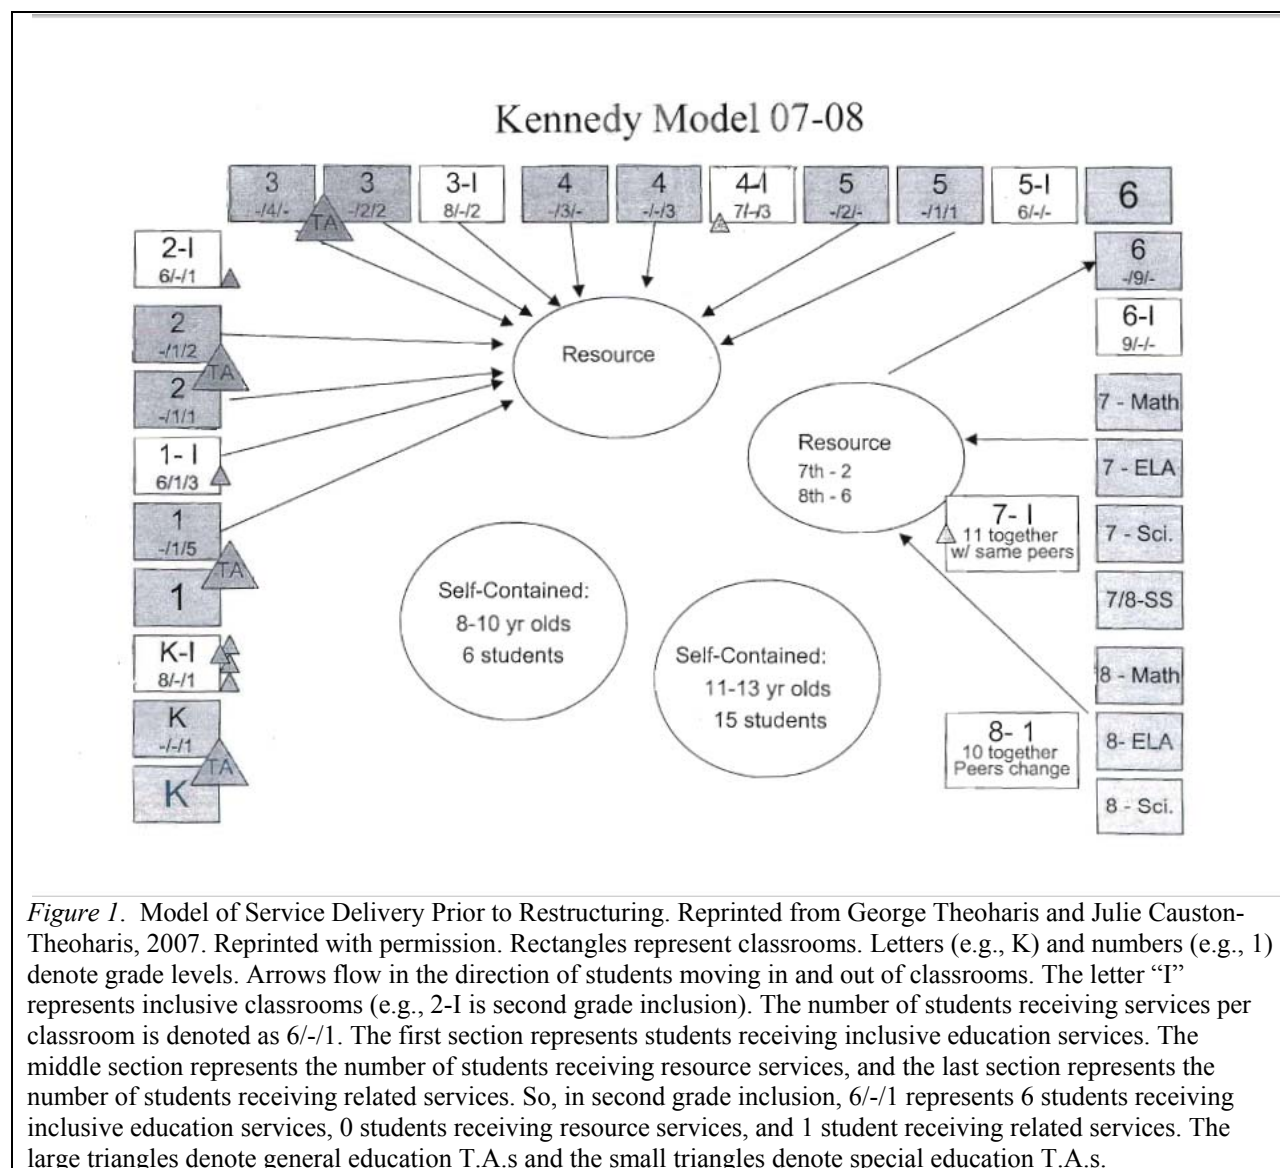 Kennedy Model 07-08
3
-/4/-
3
-/2/2
3-I
8/-/2
4
-/3/-
4
-/-/3
4-I
7/-/3
5
-/2/-
5
-/1/1
5-I
6/-/-
6
TA
2-I
6/-/1
2
-/1/2
TA
2
-/1/1
1- I
6/1/3
1
-/1/5
TA
1
K-I
8/-/1
K
-/-/1
TA
K
Resource
Resource
7th - 2
8th - 6
Self-Contained:
8-10 yr olds
6 students
Self-Contained:
11-13 yr olds
15 students
7- I
11 together
w/ same peers
8- 1
10 together
Peers change
6
-/9/-
6-I
9/-/-
7 - Math
7 - ELA
7 - Sci.
7/8-SS
8 - Math
8- ELA
8 - Sci.
Figure 1. Model of Service Delivery Prior to Restructuring. Reprinted from George Theoharis and Julie Causton-
Theoharis, 2007. Reprinted with permission. Rectangles represent classrooms. Letters (e.g., K) and numbers (e.g., 1)
denote grade levels. Arrows flow in the direction of students moving in and out of classrooms. The letter “I”
represents inclusive classrooms (e.g., 2-I is second grade inclusion). The number of students receiving services per
classroom is denoted as 6/-/1. The first section represents students receiving inclusive education services. The
middle section represents the number of students receiving resource services, and the last section represents the
number of students receiving related services. So, in second grade inclusion, 6/-/1 represents 6 students receiving
inclusive education services, 0 students receiving resource services, and 1 student receiving related services. The
large triangles denote general education T.A.s and the small triangles denote special education T.A.s.